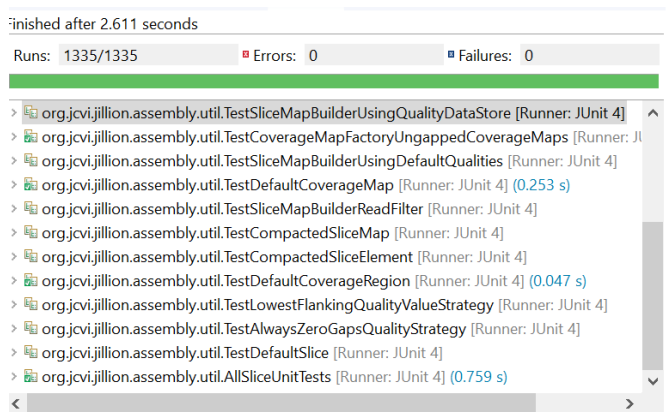 Finished after 2.611 seconds
Runs: 1335/1335 Errors: 0 Failures: 0
org.jcvi.jillion.assembly.util.TestSliceMapBuilderUsingQualityDataStore [Runner: JUnit 4]
org.jcvi.jillion.assembly.util.TestCoverageMapFactoryUngappedCoverageMaps [Runner: JU
org.jcvi.jillion.assembly.util.TestSliceMapBuilderUsingDefaultQualities [Runner: JUnit 4]
org.jcvi.jillion.assembly.util.TestDefaultCoverageMap [Runner: JUnit 4] (0.253 s)
org.jcvi.jillion.assembly.util.TestSliceMapBuilderReadFilter [Runner: JUnit 4]
org.jcvi.jillion.assembly.util.TestCompactedSliceMap [Runner: JUnit 4]
org.jcvi.jillion.assembly.util.TestCompactedSliceElement [Runner: JUnit 4]
org.jcvi.jillion.assembly.util.TestDefaultCoverageRegion [Runner: JUnit 4] (0.047 s)
org.jcvi.jillion.assembly.util.TestLowestFlankingQualityValueStrategy [Runner: JUnit 4]
org.jcvi.jillion.assembly.util.TestAlwaysZeroGapsQualityStrategy [Runner: JUnit 4]
org.jcvi.jillion.assembly.util.TestDefaultSlice [Runner: JUnit 4]
org.jcvi.jillion.assembly.util.AllSliceUnitTests [Runner: JUnit 4] (0.759 s)